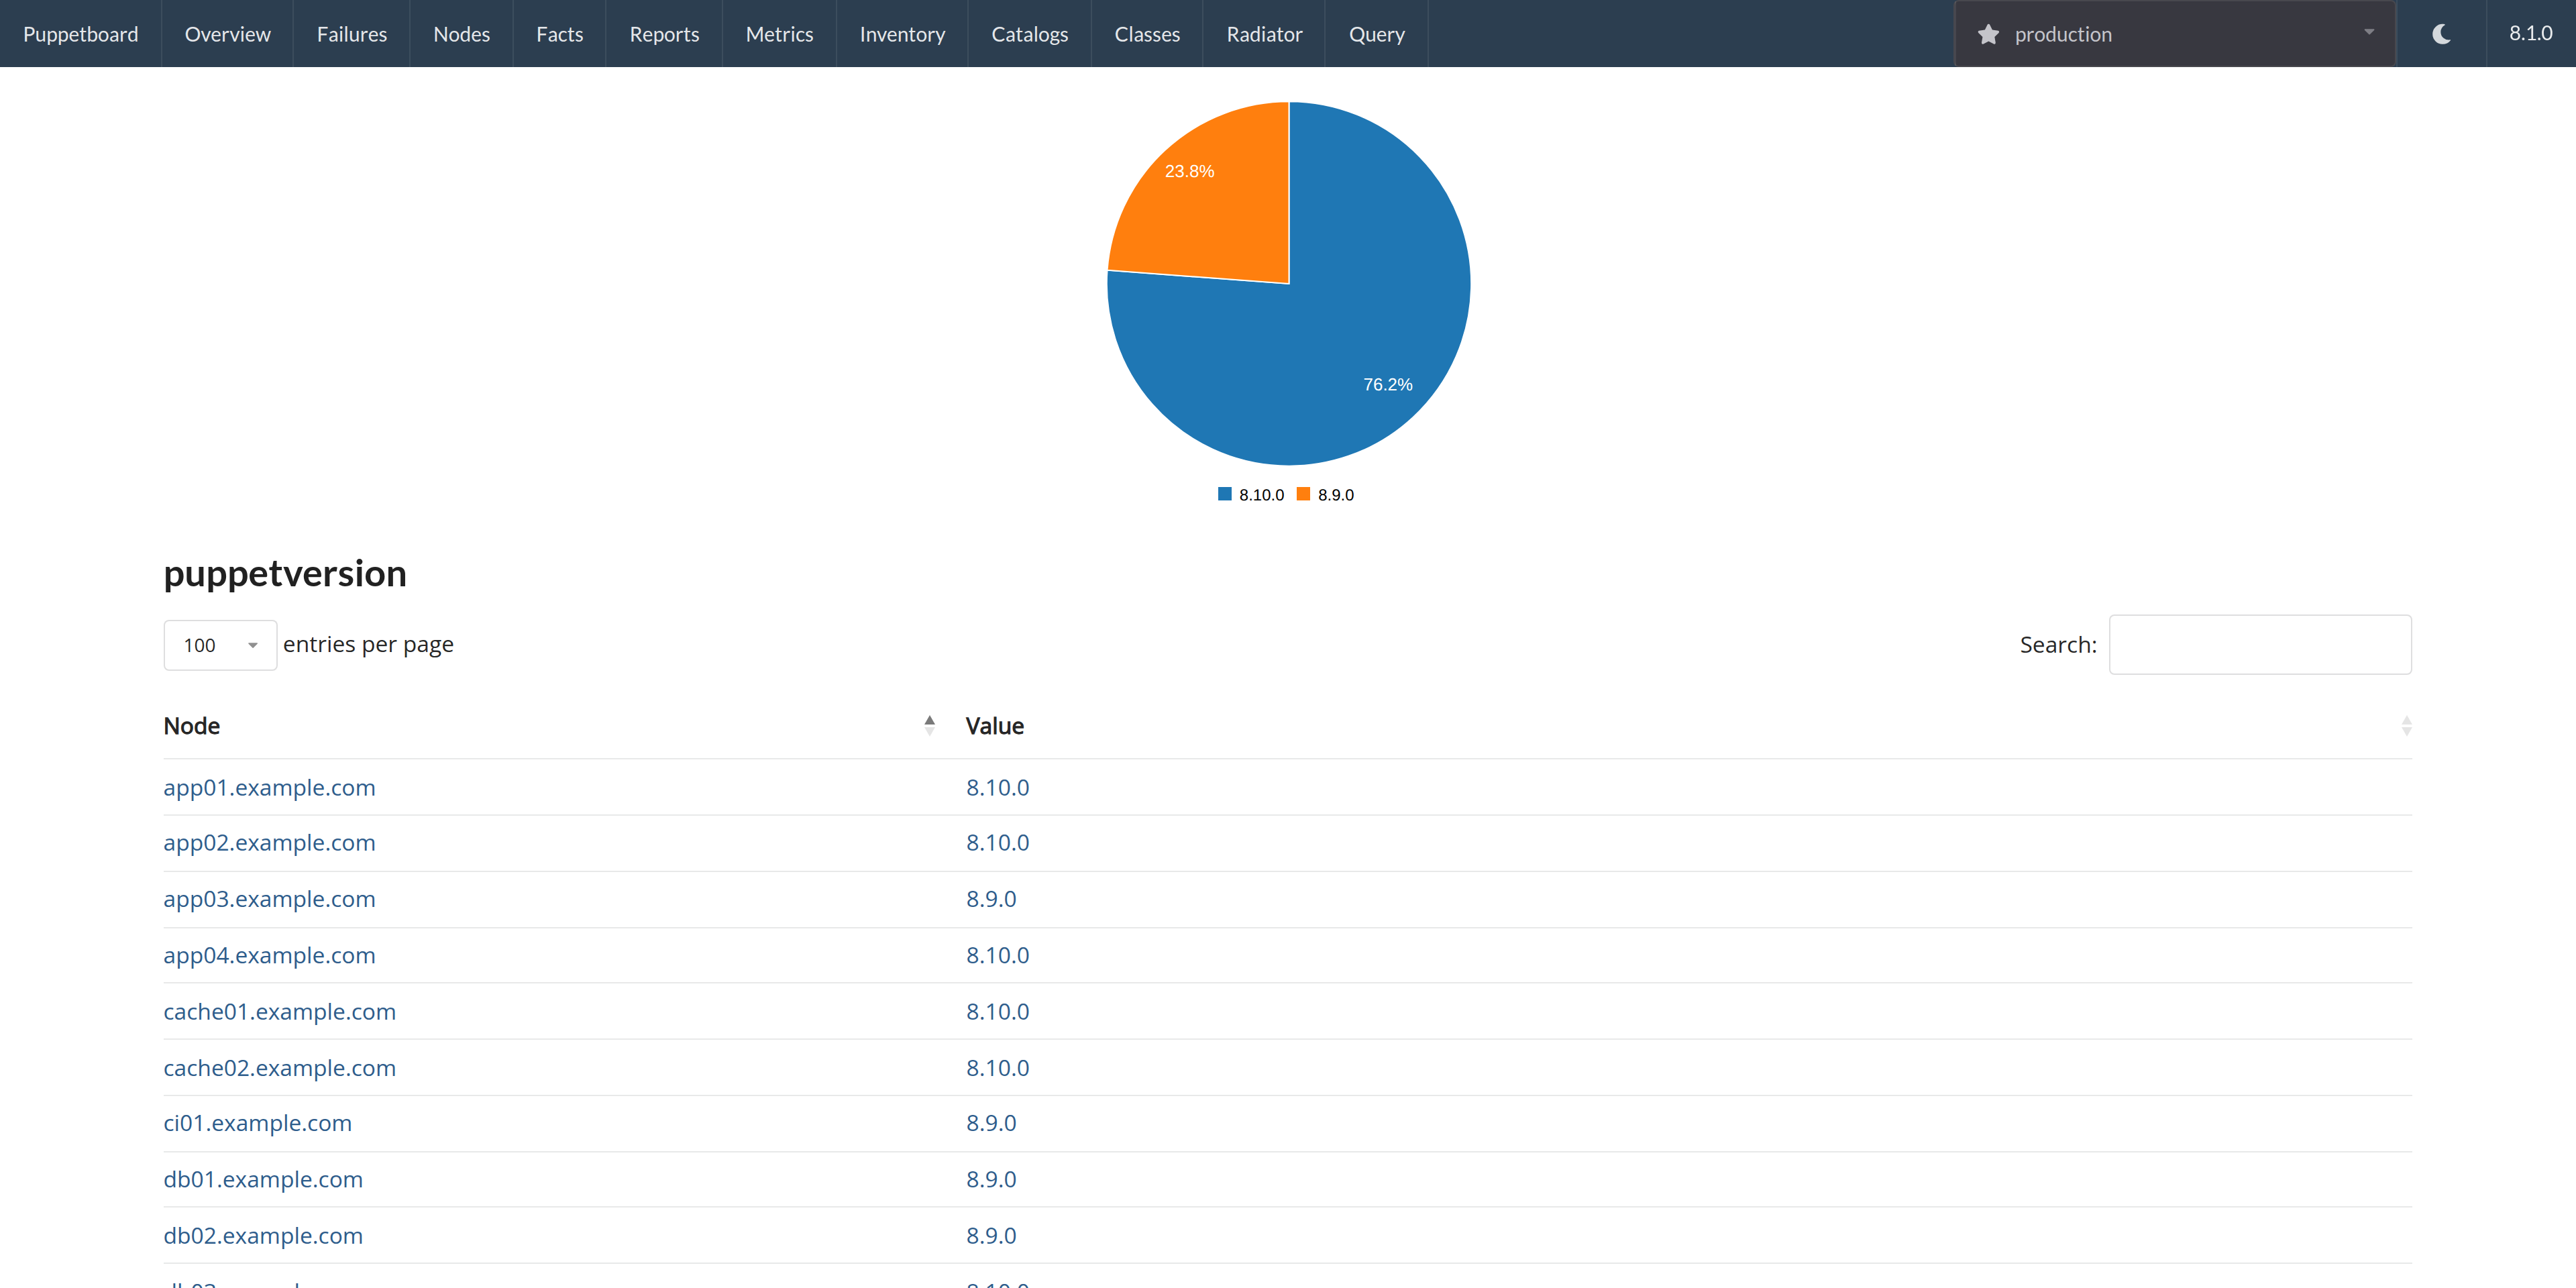 Puppetboard Overview Failures Nodes Facts Reports Metrics Inventory Catalogs Classes Radiator Query production 8.1.0
23.8%
76.2%
8.10.0 8.9.0
puppetversion
100 entries per page Search:
Node Value
app01.example.com 8.10.0
app02.example.com 8.10.0
app03.example.com 8.9.0
app04.example.com 8.10.0
cache01.example.com 8.10.0
cache02.example.com 8.10.0
ci01.example.com 8.9.0
db01.example.com 8.9.0
db02.example.com 8.9.0